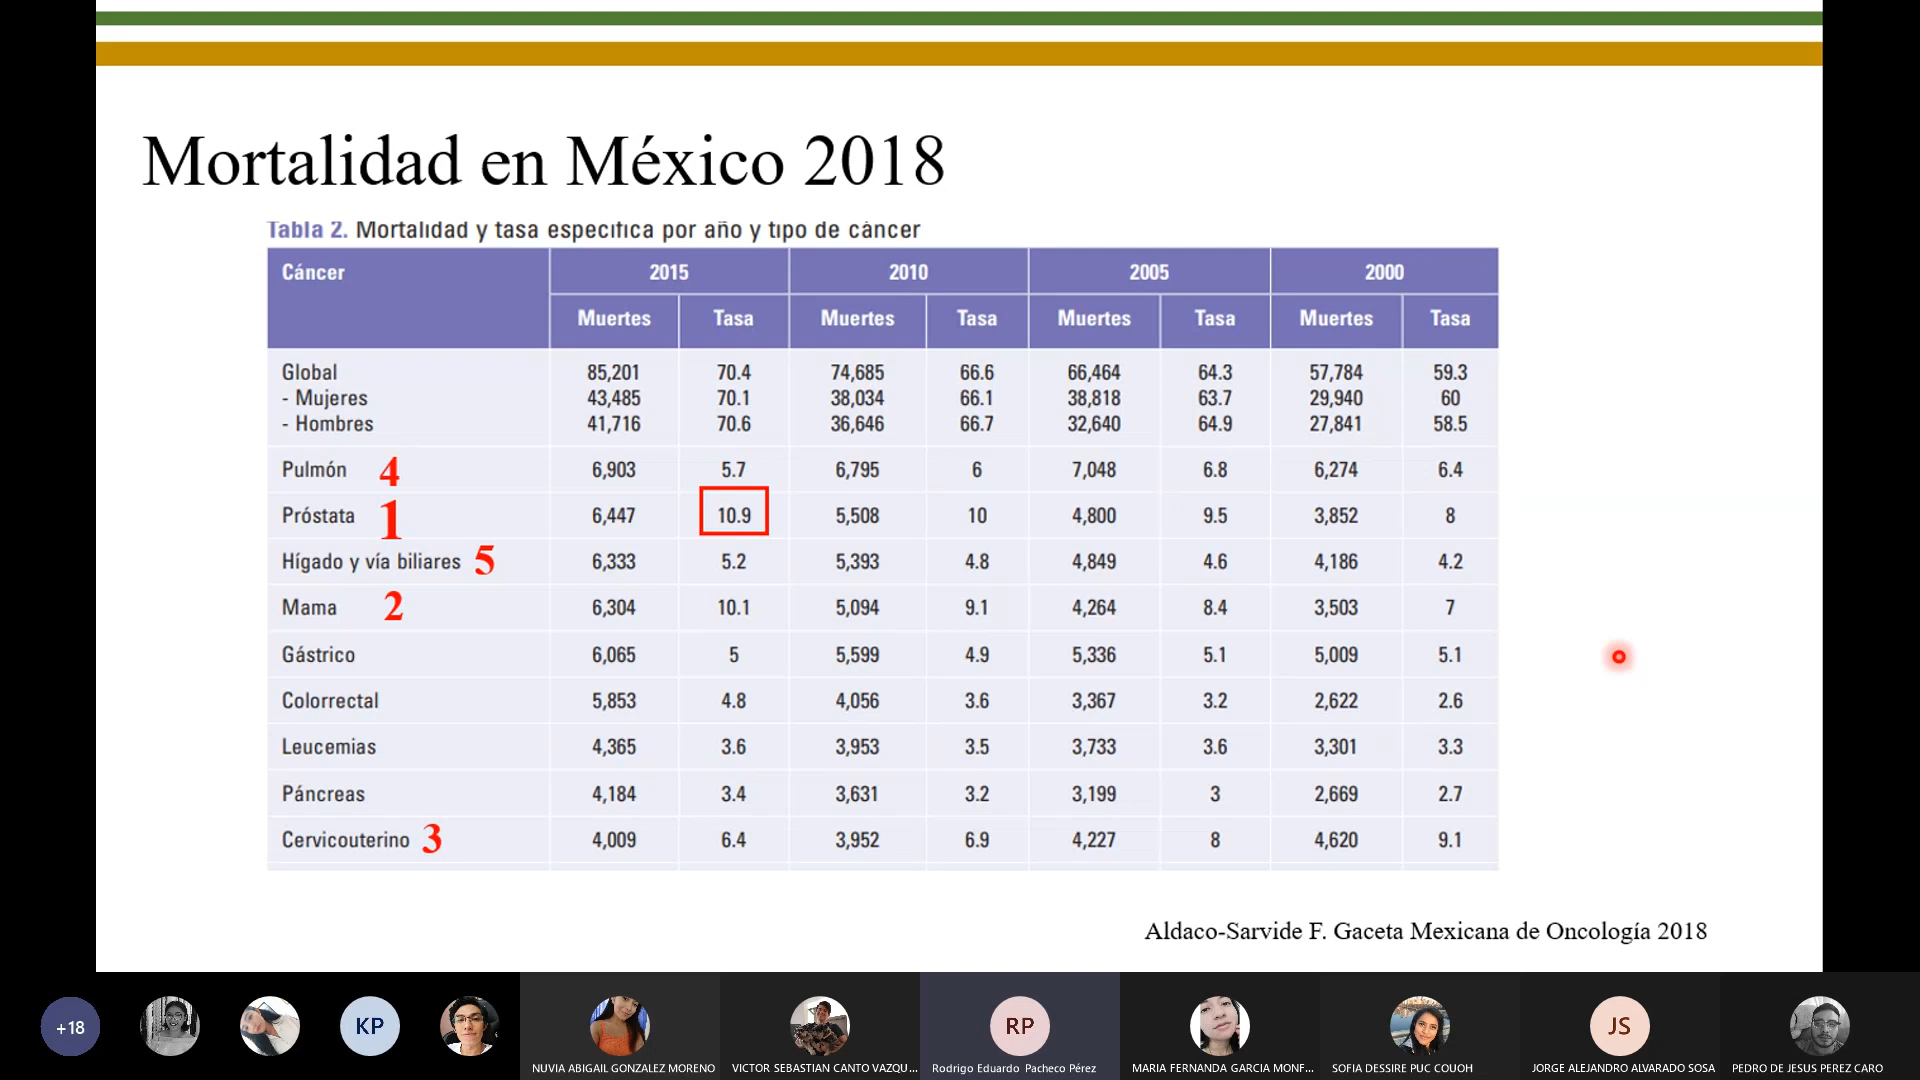 Mortalidad en México 2018
Tabla 2. Mortalidad y tasa específica por año y tipo de cáncer
Cáncer 2015 2010 2005 2000
Muertes Tasa Muertes Tasa Muertes Tasa Muertes Tasa
Global 85,201 70.4 74,685 66.6 66,464 64.3 57,784 59.3
- Mujeres 43,485 70.1 38,034 66.1 38,818 63.7 29,940 60
- Hombres 41,716 70.6 36,646 66.7 32,640 64.9 27,841 58.5
Pulmón 4 6,903 5.7 6,795 6 7,048 6.8 6,274 6.4
Próstata 1 6,447 10.9 5,508 10 4,800 9.5 3,852 8
Hígado y vía biliares 5 6,333 5.2 5,393 4.8 4,849 4.6 4,186 4.2
Mama 2 6,304 10.1 5,094 9.1 4,264 8.4 3,503 7
Gástrico 6,065 5 5,599 4.9 5,336 5.1 5,009 5.1
Colorrectal 5,853 4.8 4,056 3.6 3,367 3.2 2,622 2.6
Leucemias 4,365 3.6 3,953 3.5 3,733 3.6 3,301 3.3
Páncreas 4,184 3.4 3,631 3.2 3,199 3 2,669 2.7
Cervicouterino 3 4,009 6.4 3,952 6.9 4,227 8 4,620 9.1
Aldaco-Sarvide F. Gaceta Mexicana de Oncología 2018
+18 KP RP JS
NUVIA ABIGAIL GONZALEZ MORENO VICTOR SEBASTIAN CANTO VAZQU... Rodrigo Eduardo Pacheco Pérez MARIA FERNANDA GARCIA MONF... SOFIA DESSIRE PUC COUOH JORGE ALEJANDRO ALVARADO SOSA PEDRO DE JESUS PEREZ CARO